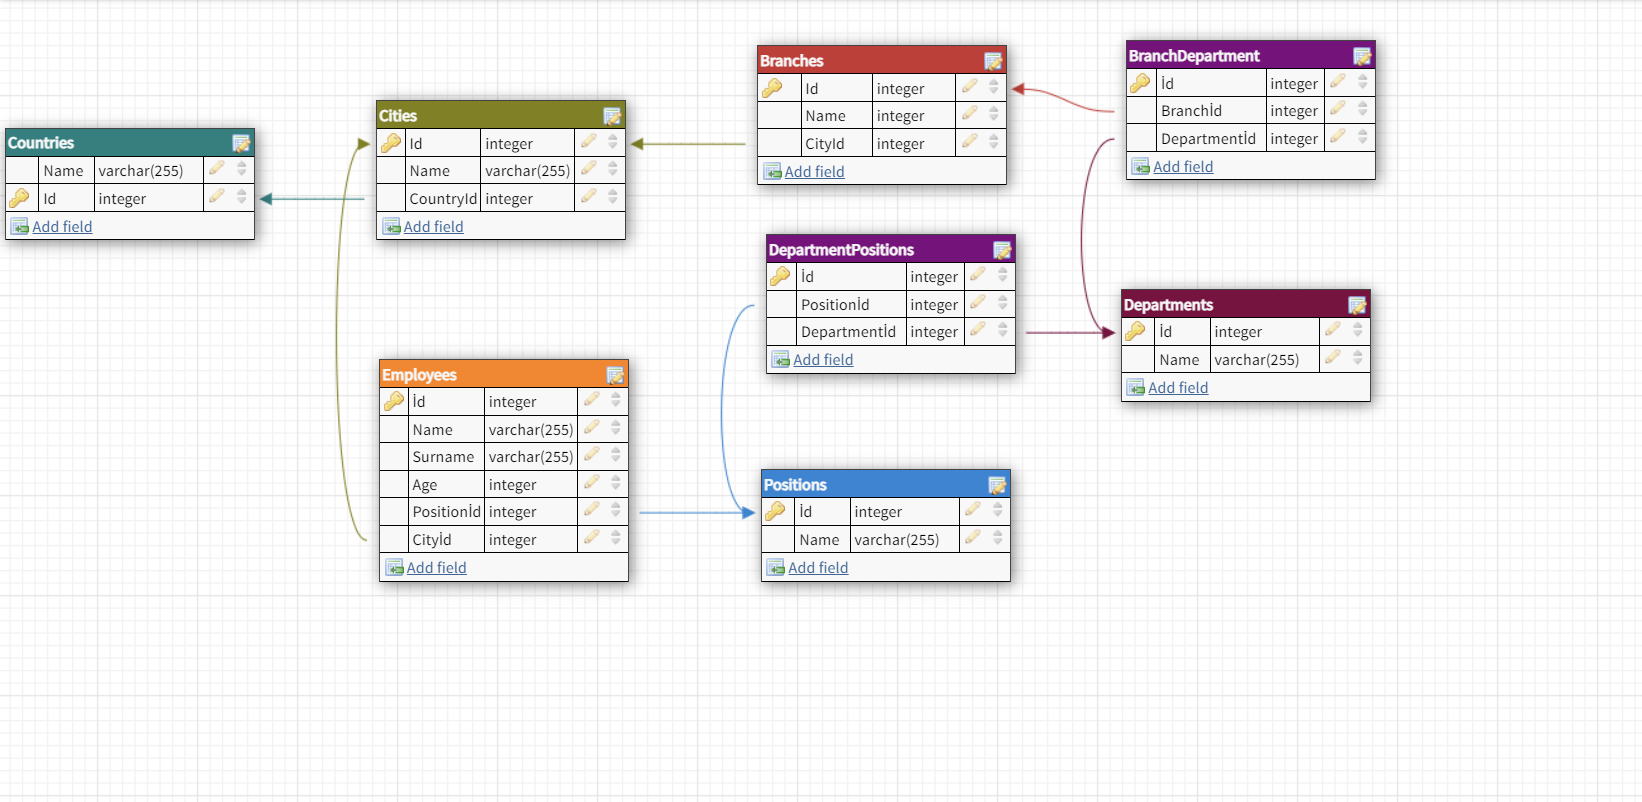 Countries
Name varchar(255)
Id integer
Add field
Cities
Id integer
Name varchar(255)
CountryId integer
Add field
Employees
İd integer
Name varchar(255)
Surname varchar(255)
Age integer
Positionİd integer
Cityİd integer
Add field
Branches
Id integer
Name integer
CityId integer
Add field
DepartmentPositions
İd integer
Positionİd integer
Departmentİd integer
Add field
Positions
İd integer
Name varchar(255)
Add field
BranchDepartment
İd integer
Branchİd integer
Departmentİd integer
Add field
Departments
İd integer
Name varchar(255)
Add field